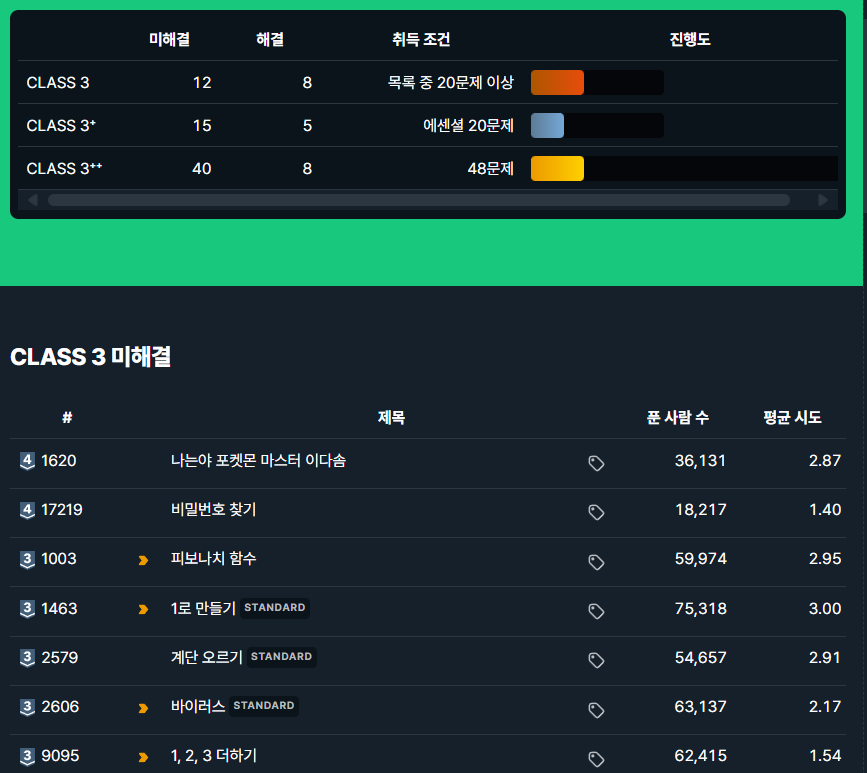 미해결 해결 취득 조건 진행도
CLASS 3 12 8 목록 중 20문제 이상
CLASS 3⁺ 15 5 에센셜 20문제
CLASS 3⁺⁺ 40 8 48문제
CLASS 3 미해결
# 제목 푼 사람 수 평균 시도
4 1620 나는야 포켓몬 마스터 이다솜 36,131 2.87
4 17219 비밀번호 찾기 18,217 1.40
3 1003 피보나치 함수 59,974 2.95
3 1463 1로 만들기 STANDARD 75,318 3.00
3 2579 계단 오르기 STANDARD 54,657 2.91
3 2606 바이러스 STANDARD 63,137 2.17
3 9095 1, 2, 3 더하기 62,415 1.54